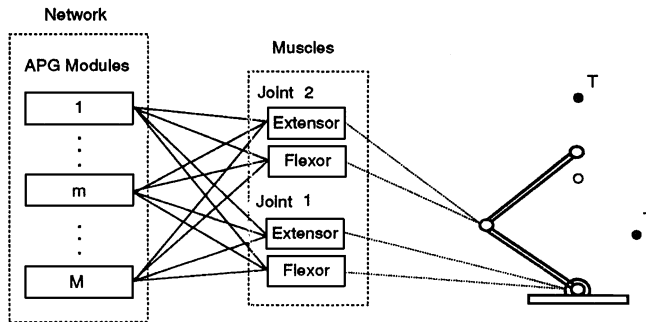 Network
APG Modules
1
m
M
Muscles
Joint 2
Extensor
Flexor
Joint 1
Extensor
Flexor
T